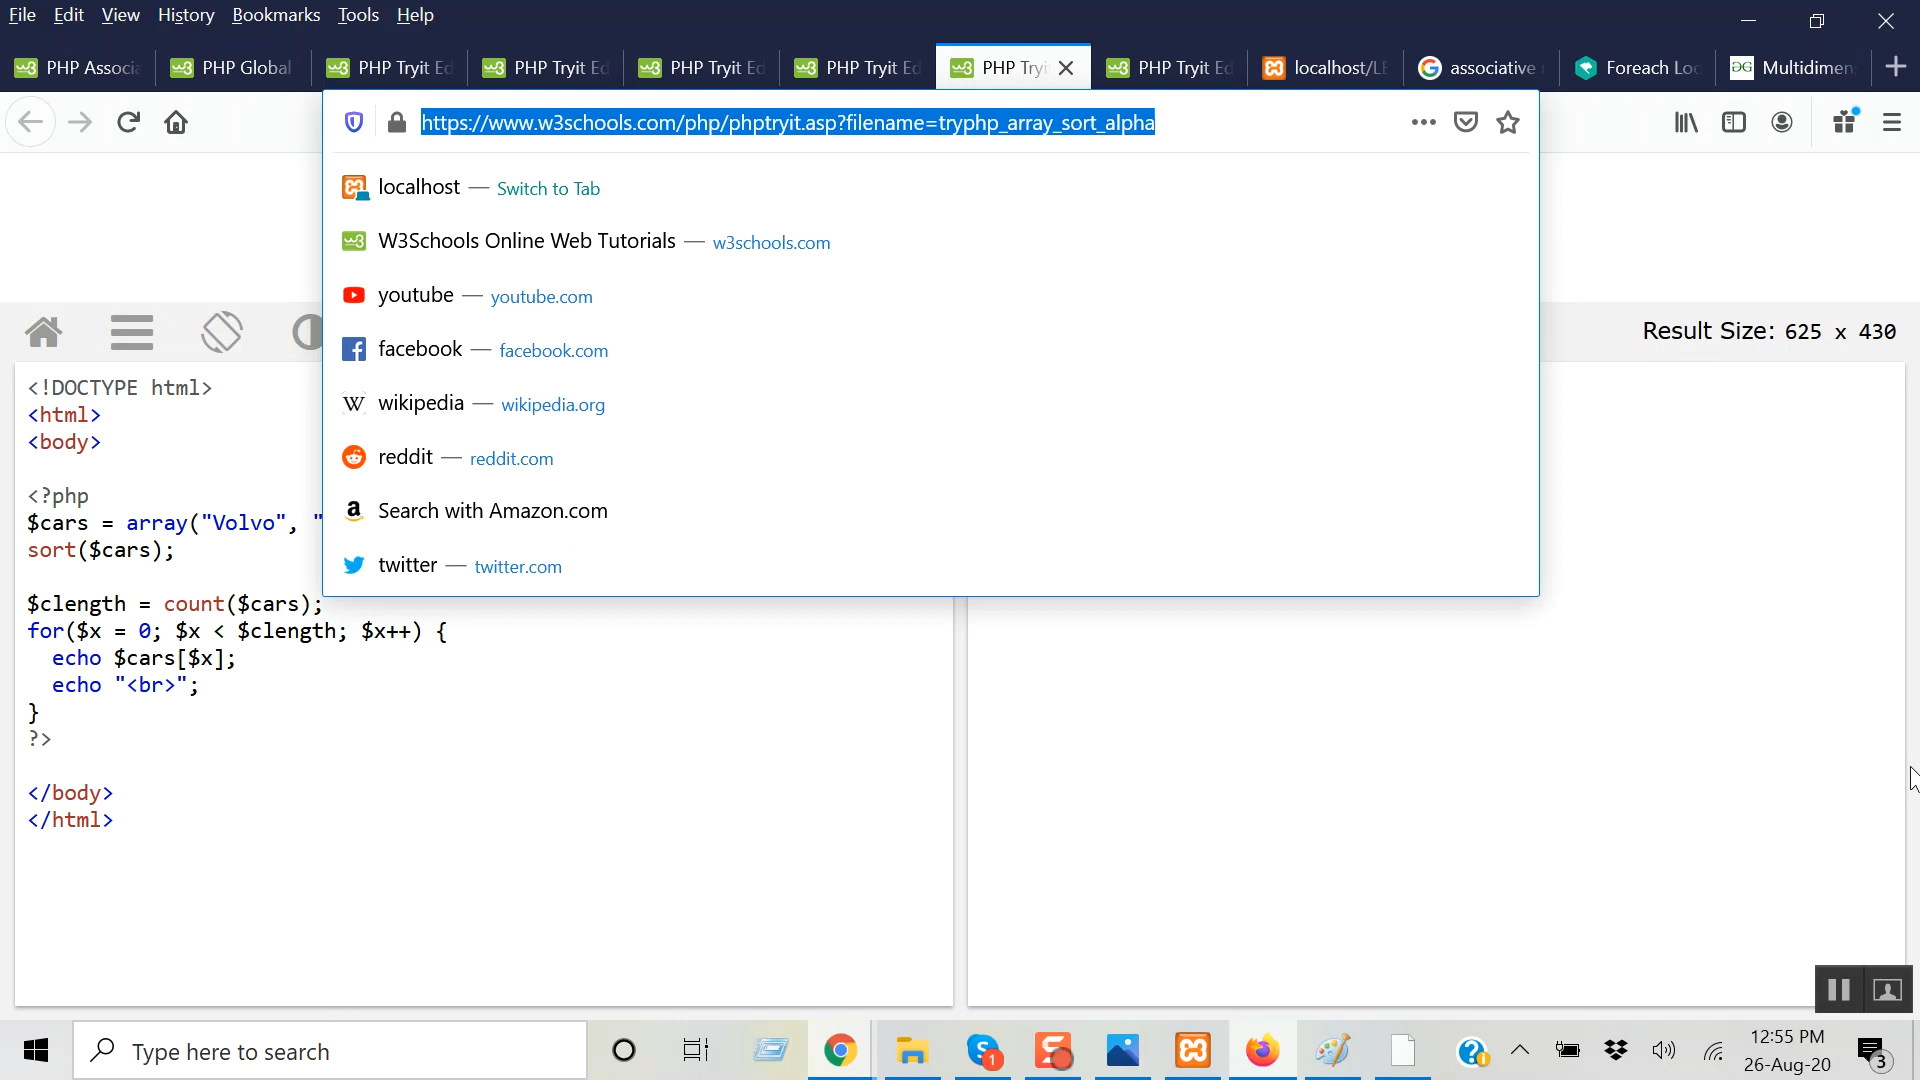 File Edit View History Bookmarks Tools Help
PHP Associa PHP Global PHP Tryit Ed PHP Tryit Ed PHP Tryit Ed PHP Tryit Ed PHP Tryi PHP Tryit Ed localhost/LE associative Foreach Loo Multidimen
https://www.w3schools.com/php/phptryit.asp?filename=tryphp_array_sort_alpha
localhost — Switch to Tab
W3Schools Online Web Tutorials — w3schools.com
youtube — youtube.com
facebook — facebook.com
wikipedia — wikipedia.org
reddit — reddit.com
Search with Amazon.com
twitter — twitter.com
Result Size: 625 x 430
<!DOCTYPE html>
<html>
<body>
<?php
$cars = array("Volvo", "
sort($cars);
$clength = count($cars);
for($x = 0; $x < $clength; $x++) {
echo $cars[$x];
echo "<br>";
}
?>
</body>
</html>
Type here to search
1
12:55 PM
26-Aug-20
3